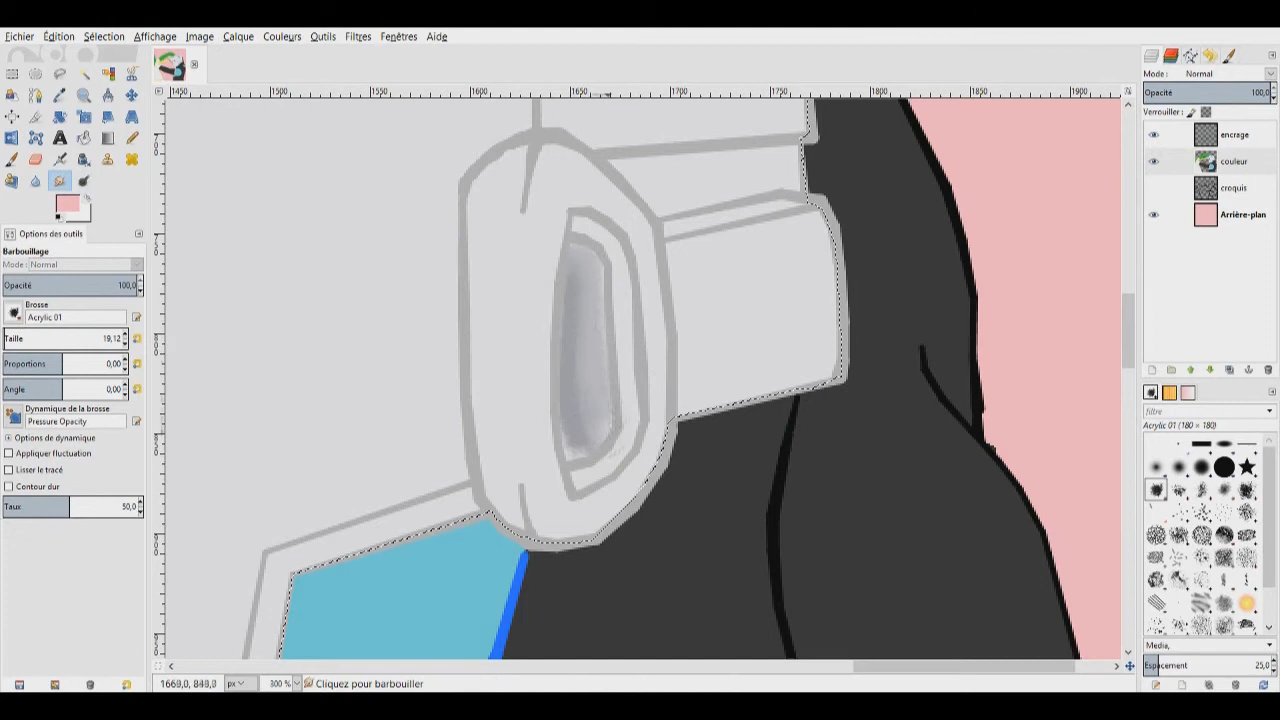 Fichier Édition Sélection Affichage Image Calque Couleurs Outils Filtres Fenêtres Aide
1450 1500 1550 1600 1650 1700 1750 1800 1850 1900
Options des outils
Barbouillage
Mode : Normal
Opacité 100,0
Brosse
Acrylic 01
Taille 19,12
Proportions 0,00
Angle 0,00
Dynamique de la brosse
Pressure Opacity
Options de dynamique
Appliquer fluctuation
Lisser le tracé
Contour dur
Taux 50,0
px 300 % Cliquez pour barbouiller
Mode : Normal
Opacité 100,0
Verrouiller :
encrage
couleur
croquis
Arrière-plan
filtre
Acrylic 01 (180 × 180)
Media,
Espacement 25,0